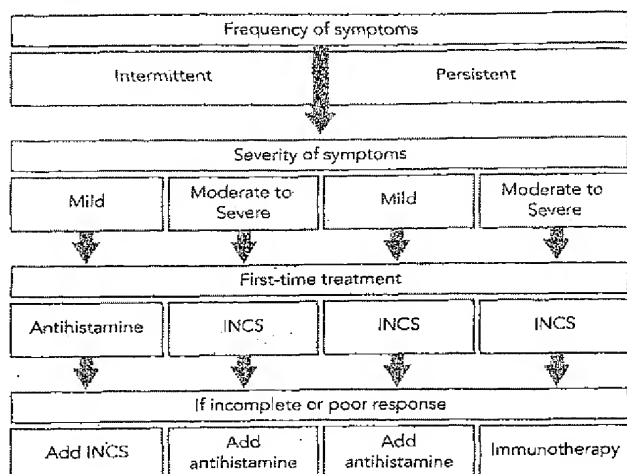 Frequency of symptoms
Intermittent
Persistent
Severity of symptoms
Mild
Moderate to
Severe
Mild
Moderate to
Severe
First-time treatment
Antihistamine
INCS
INCS
INCS
If incomplete or poor response
Add INCS
Add
antihistamine
Add
antihistamine
Immunotherapy